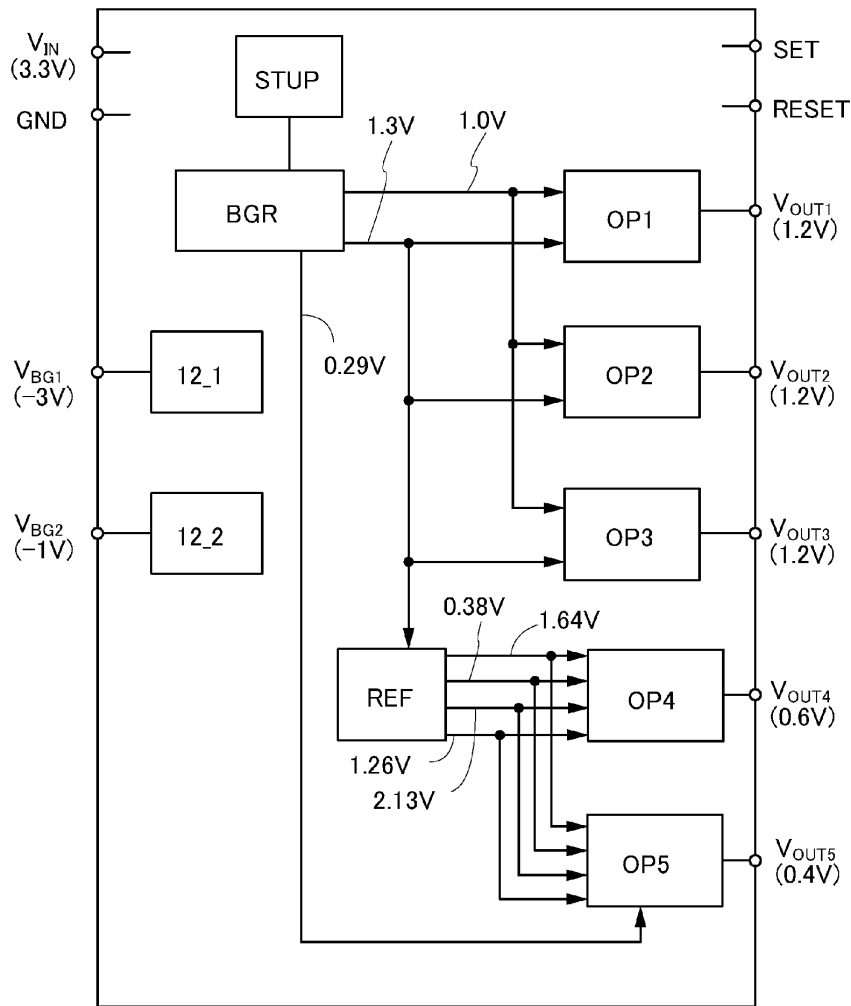 V_IN
(3.3V)
GND
SET
RESET
STUP
1.3V
1.0V
BGR
OP1
V_OUT1
(1.2V)
0.29V
V_BG1
(−3V)
12_1
OP2
V_OUT2
(1.2V)
V_BG2
(−1V)
12_2
OP3
V_OUT3
(1.2V)
0.38V
1.64V
REF
OP4
V_OUT4
(0.6V)
1.26V
2.13V
OP5
V_OUT5
(0.4V)